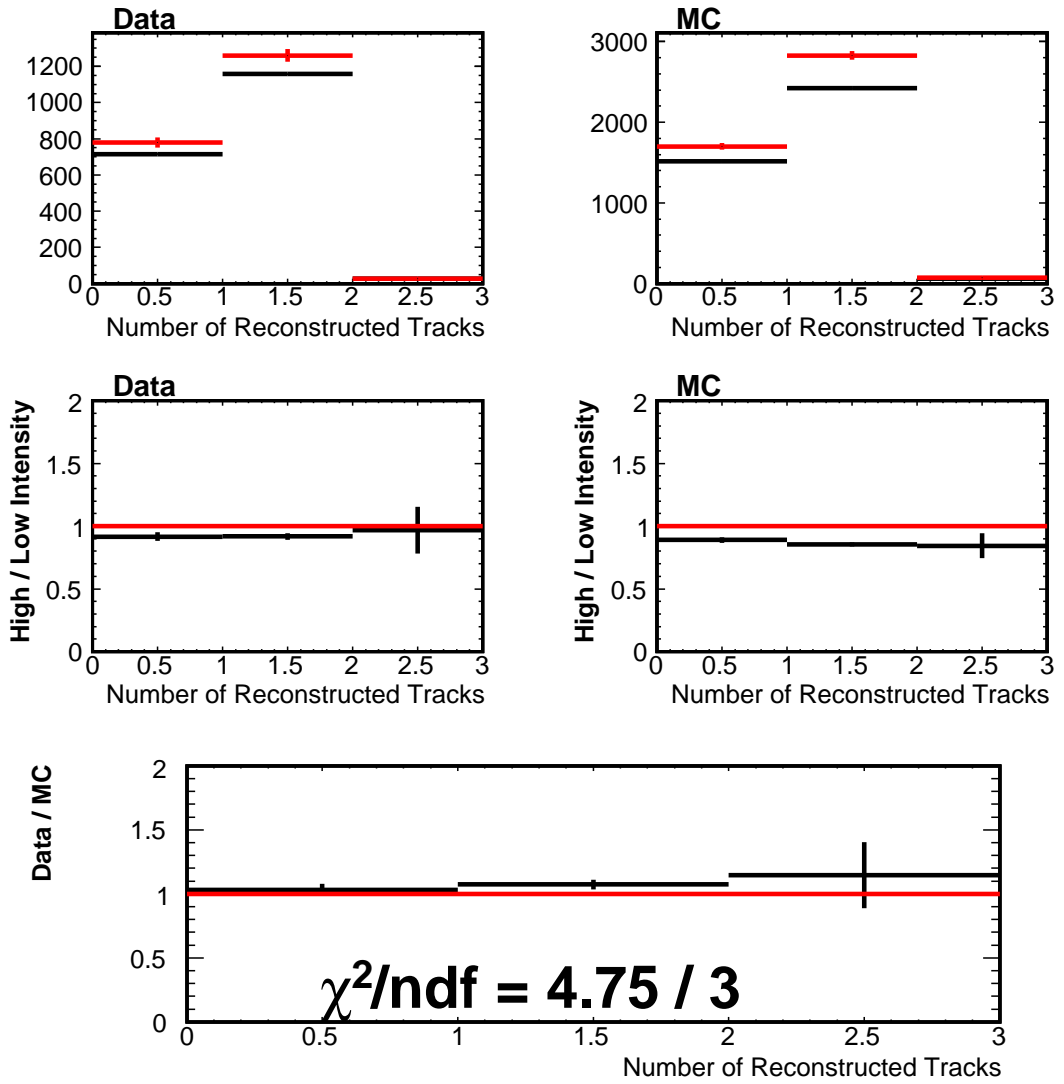 Data
MC
1200
1000
800
600
400
200
0
0 0.5 1 1.5 2 2.5 3
Number of Reconstructed Tracks
3000
2000
1000
0
0 0.5 1 1.5 2 2.5 3
Number of Reconstructed Tracks
Data
High / Low Intensity
2
1.5
1
0.5
0
0 0.5 1 1.5 2 2.5 3
Number of Reconstructed Tracks
MC
High / Low Intensity
2
1.5
1
0.5
0
0 0.5 1 1.5 2 2.5 3
Number of Reconstructed Tracks
Data / MC
2
1.5
1
0.5
0
χ²/ndf = 4.75 / 3
0 0.5 1 1.5 2 2.5 3
Number of Reconstructed Tracks